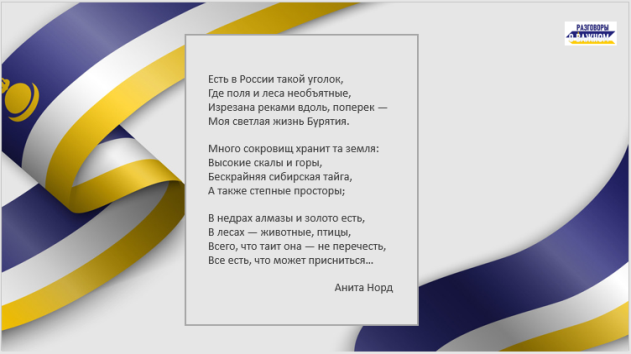 РАЗГОВОРЫ
О ВАЖНОМ
Есть в России такой уголок,
Где поля и леса необъятные,
Изрезана реками вдоль, поперек —
Моя светлая жизнь Бурятия.
Много сокровищ хранит та земля:
Высокие скалы и горы,
Бескрайняя сибирская тайга,
А также степные просторы;
В недрах алмазы и золото есть,
В лесах — животные, птицы,
Всего, что таит она — не перечесть,
Все есть, что может присниться...
Анита Норд